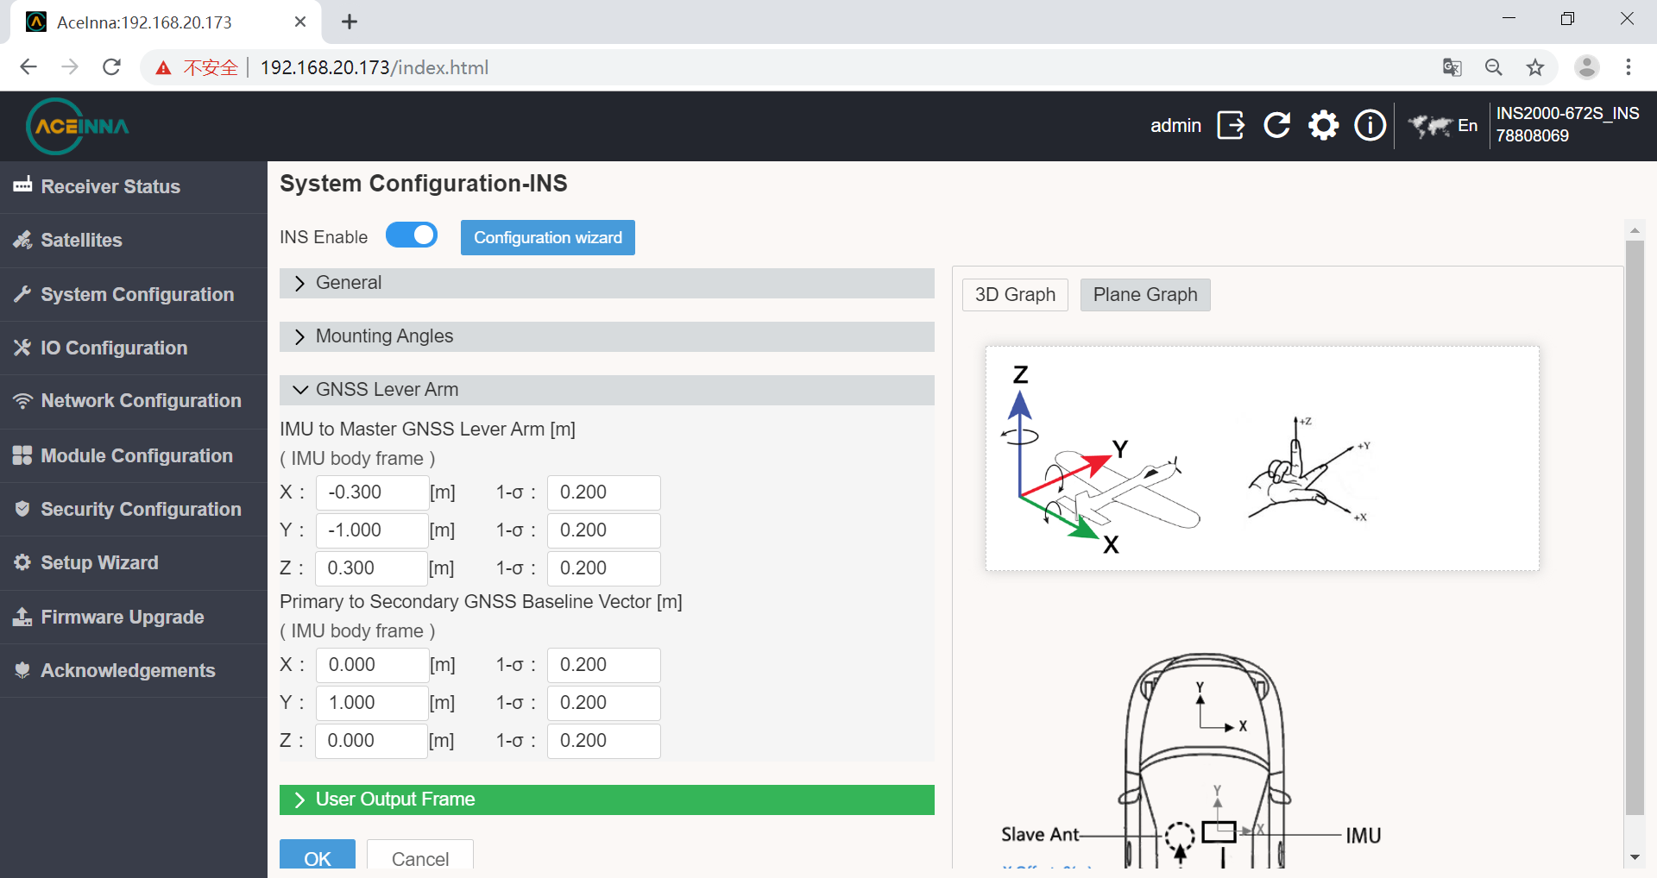 AceInna:192.168.20.173
不安全
192.168.20.173/index.html
ACEINNA
admin
En
INS2000-672S_INS
78808069
Receiver Status
Satellites
System Configuration
IO Configuration
Network Configuration
Module Configuration
Security Configuration
Setup Wizard
Firmware Upgrade
Acknowledgements
System Configuration-INS
INS Enable
Configuration wizard
General
Mounting Angles
GNSS Lever Arm
IMU to Master GNSS Lever Arm [m]
( IMU body frame )
X : -0.300 [m] 1-σ : 0.200
Y : -1.000 [m] 1-σ : 0.200
Z : 0.300 [m] 1-σ : 0.200
Primary to Secondary GNSS Baseline Vector [m]
( IMU body frame )
X : 0.000 [m] 1-σ : 0.200
Y : 1.000 [m] 1-σ : 0.200
Z : 0.000 [m] 1-σ : 0.200
User Output Frame
OK
Cancel
3D Graph
Plane Graph
Z
Y
X
+Z
+Y
+X
Y
X
Y
X
Slave Ant
IMU